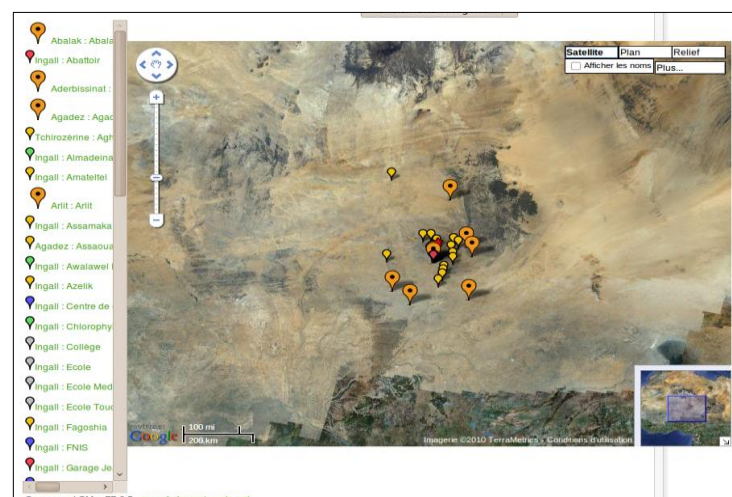 Abalak : Abala
Ingall : Abattoir
Aderbissinat :
Agadez : Agad
Tchirozérine : Agh
Ingall : Almadeina
Ingall : Amateltel
Arlit : Arlit
Ingall : Assamaka
Agadez : Assaoua
Ingall : Awalawel
Ingall : Azelik
Ingall : Centre de
Ingall : Chlorophy
Ingall : Collège
Ingall : Ecole
Ingall : Ecole Med
Ingall : Ecole Touc
Ingall : Fagoshia
Ingall : FNIS
Ingall : Garage Je
Satellite Plan Relief
Afficher les noms Plus...
Google
100 mi
200 km
Imagerie ©2010 TerraMetrics - Conditions d'utilisation